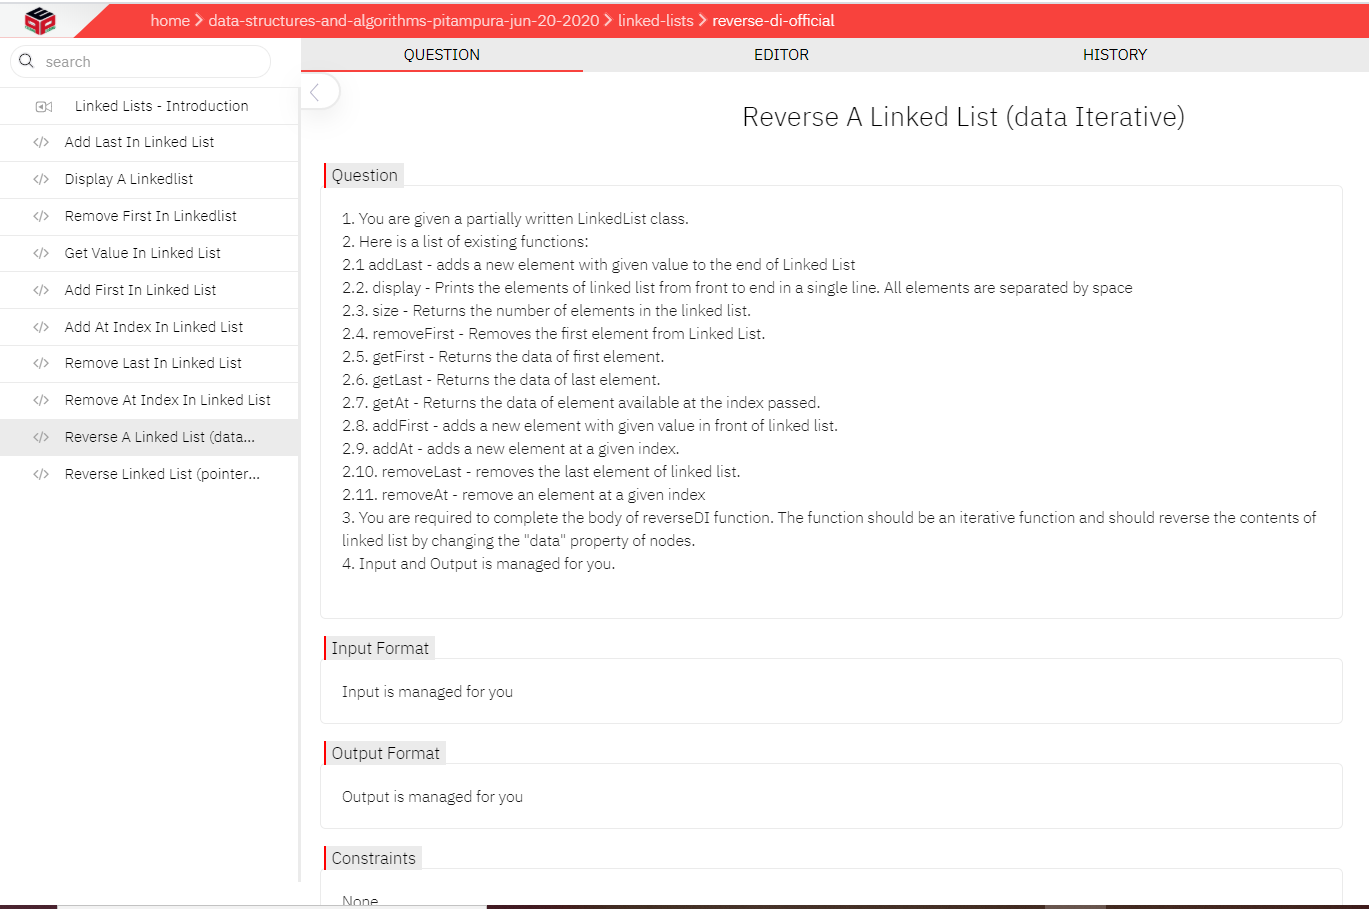 home > data-structures-and-algorithms-pitampura-jun-20-2020 > linked-lists > reverse-di-official
search
Linked Lists - Introduction
Add Last In Linked List
Display A Linkedlist
Remove First In Linkedlist
Get Value In Linked List
Add First In Linked List
Add At Index In Linked List
Remove Last In Linked List
Remove At Index In Linked List
Reverse A Linked List (data...
Reverse Linked List (pointer...
QUESTION EDITOR HISTORY
Reverse A Linked List (data Iterative)
Question
1. You are given a partially written LinkedList class.
2. Here is a list of existing functions:
2.1 addLast - adds a new element with given value to the end of Linked List
2.2. display - Prints the elements of linked list from front to end in a single line. All elements are separated by space
2.3. size - Returns the number of elements in the linked list.
2.4. removeFirst - Removes the first element from Linked List.
2.5. getFirst - Returns the data of first element.
2.6. getLast - Returns the data of last element.
2.7. getAt - Returns the data of element available at the index passed.
2.8. addFirst - adds a new element with given value in front of linked list.
2.9. addAt - adds a new element at a given index.
2.10. removeLast - removes the last element of linked list.
2.11. removeAt - remove an element at a given index
3. You are required to complete the body of reverseDI function. The function should be an iterative function and should reverse the contents of
linked list by changing the "data" property of nodes.
4. Input and Output is managed for you.
Input Format
Input is managed for you
Output Format
Output is managed for you
Constraints
None